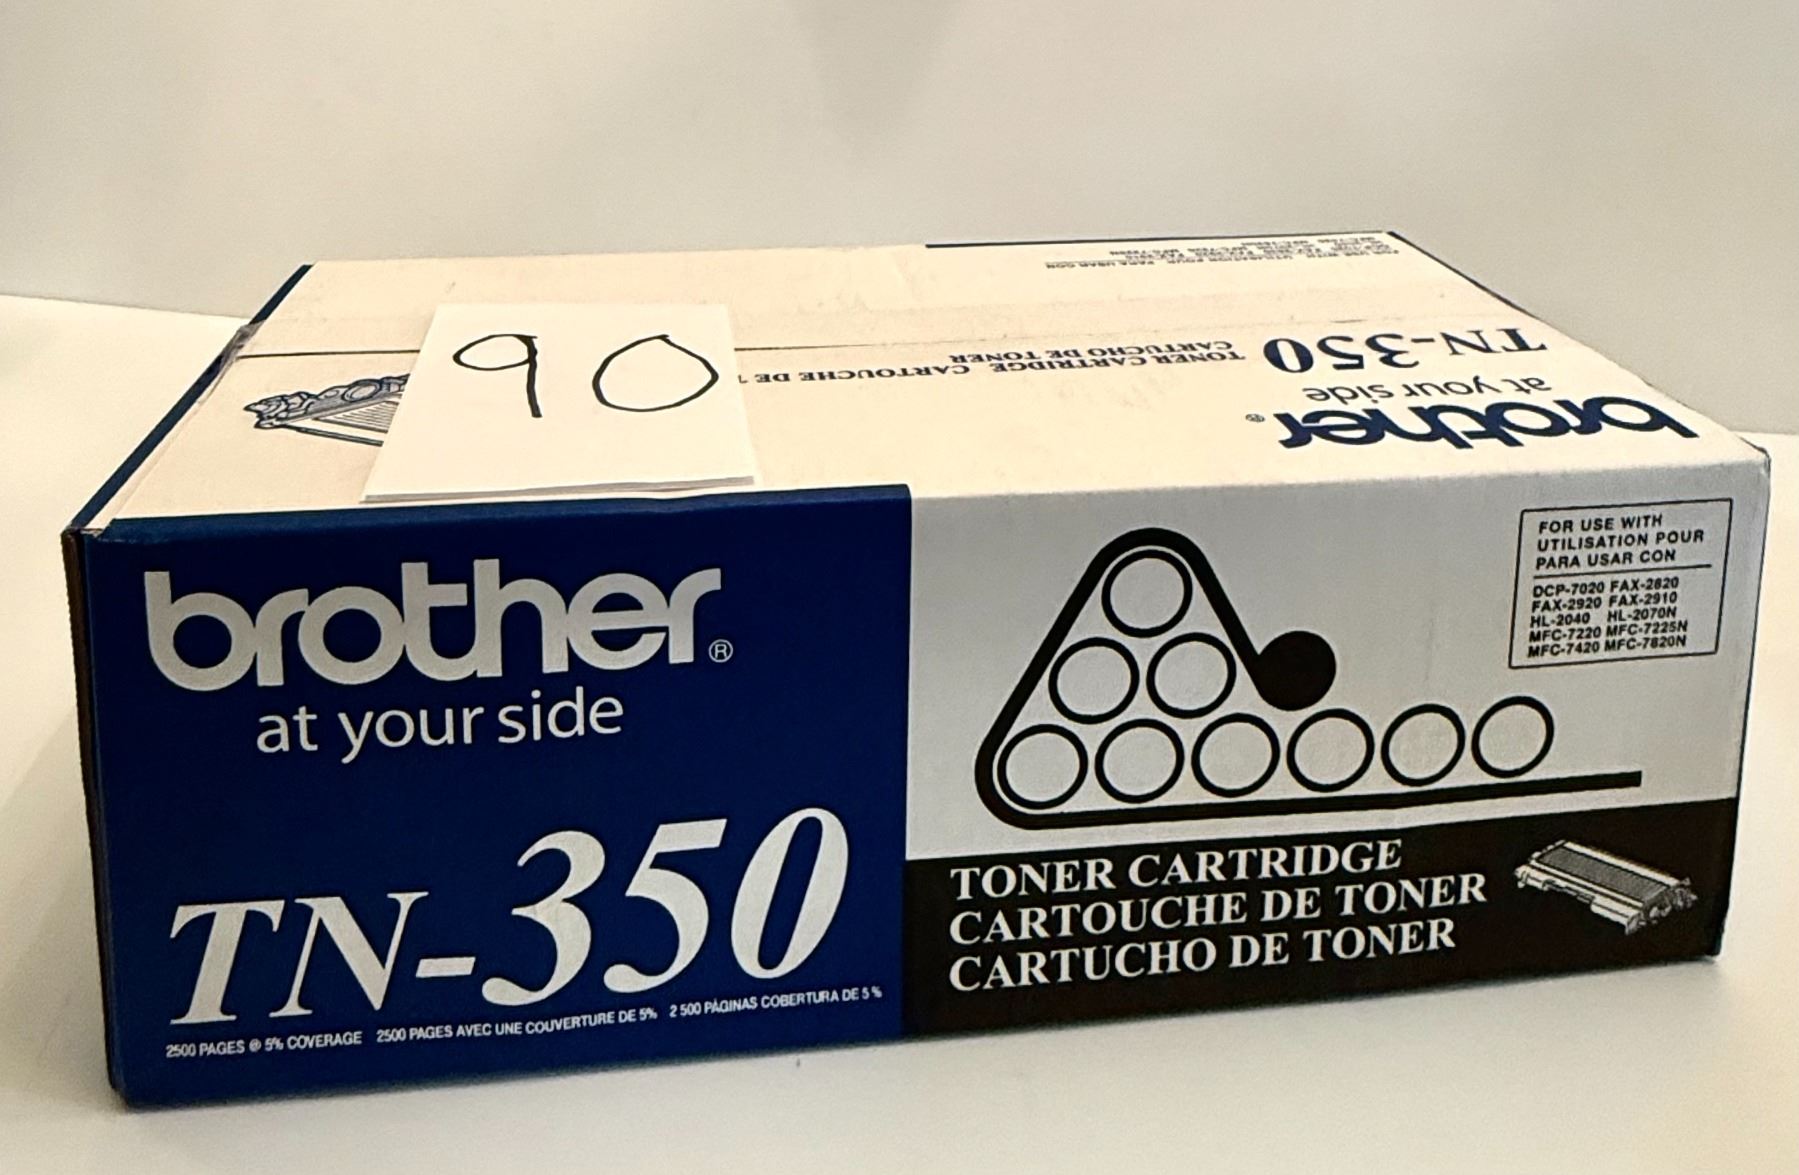 90
TONER CARTRIDGE CARTOUCHE DE
CARTUCHO DE TONER
TN-350
at your side
brother®
brother®
at your side
TN-350
2500 PAGES @ 5% COVERAGE 2500 PAGES AVEC UNE COUVERTURE DE 5% 2 500 PÁGINAS COBERTURA DE 5 %
FOR USE WITH
UTILISATION POUR
PARA USAR CON
DCP-7020 FAX-2820
FAX-2920 FAX-2910
HL-2040 HL-2070N
MFC-7220 MFC-7225N
MFC-7420 MFC-7820N
TONER CARTRIDGE
CARTOUCHE DE TONER
CARTUCHO DE TONER